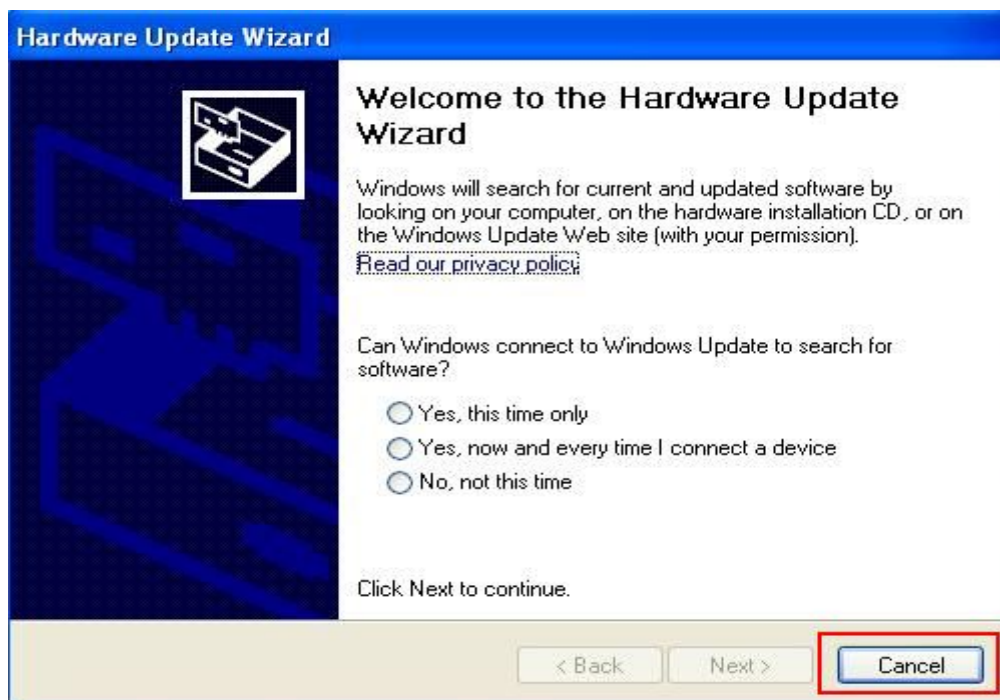 Hardware Update Wizard
Welcome to the Hardware Update
Wizard
Windows will search for current and updated software by
looking on your computer, on the hardware installation CD, or on
the Windows Update Web site (with your permission).
Read our privacy policy
Can Windows connect to Windows Update to search for
software?
Yes, this time only
Yes, now and every time I connect a device
No, not this time
Click Next to continue.
< Back Next > Cancel